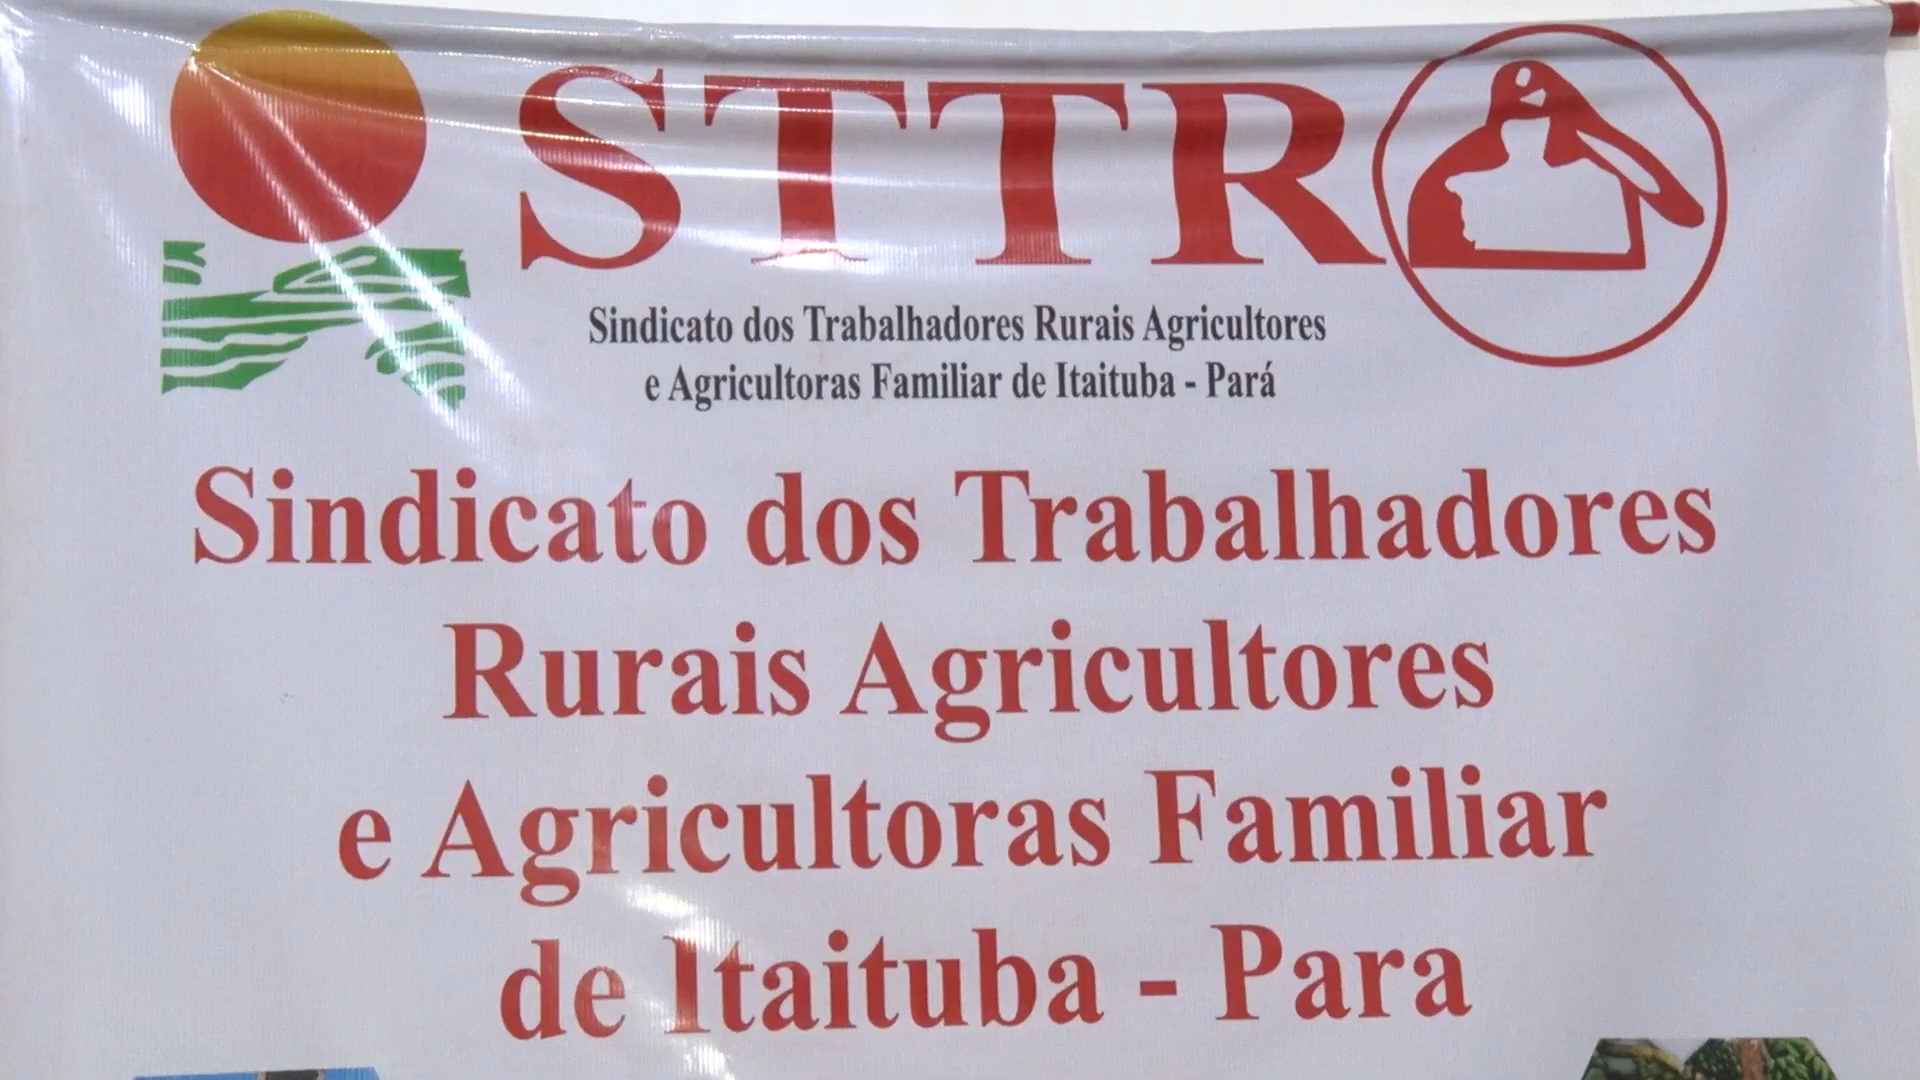 STTR
Sindicato dos Trabalhadores Rurais Agricultores
e Agricultoras Familiar de Itaituba - Pará
Sindicato dos Trabalhadores
Rurais Agricultores
e Agricultoras Familiar
de Itaituba - Para